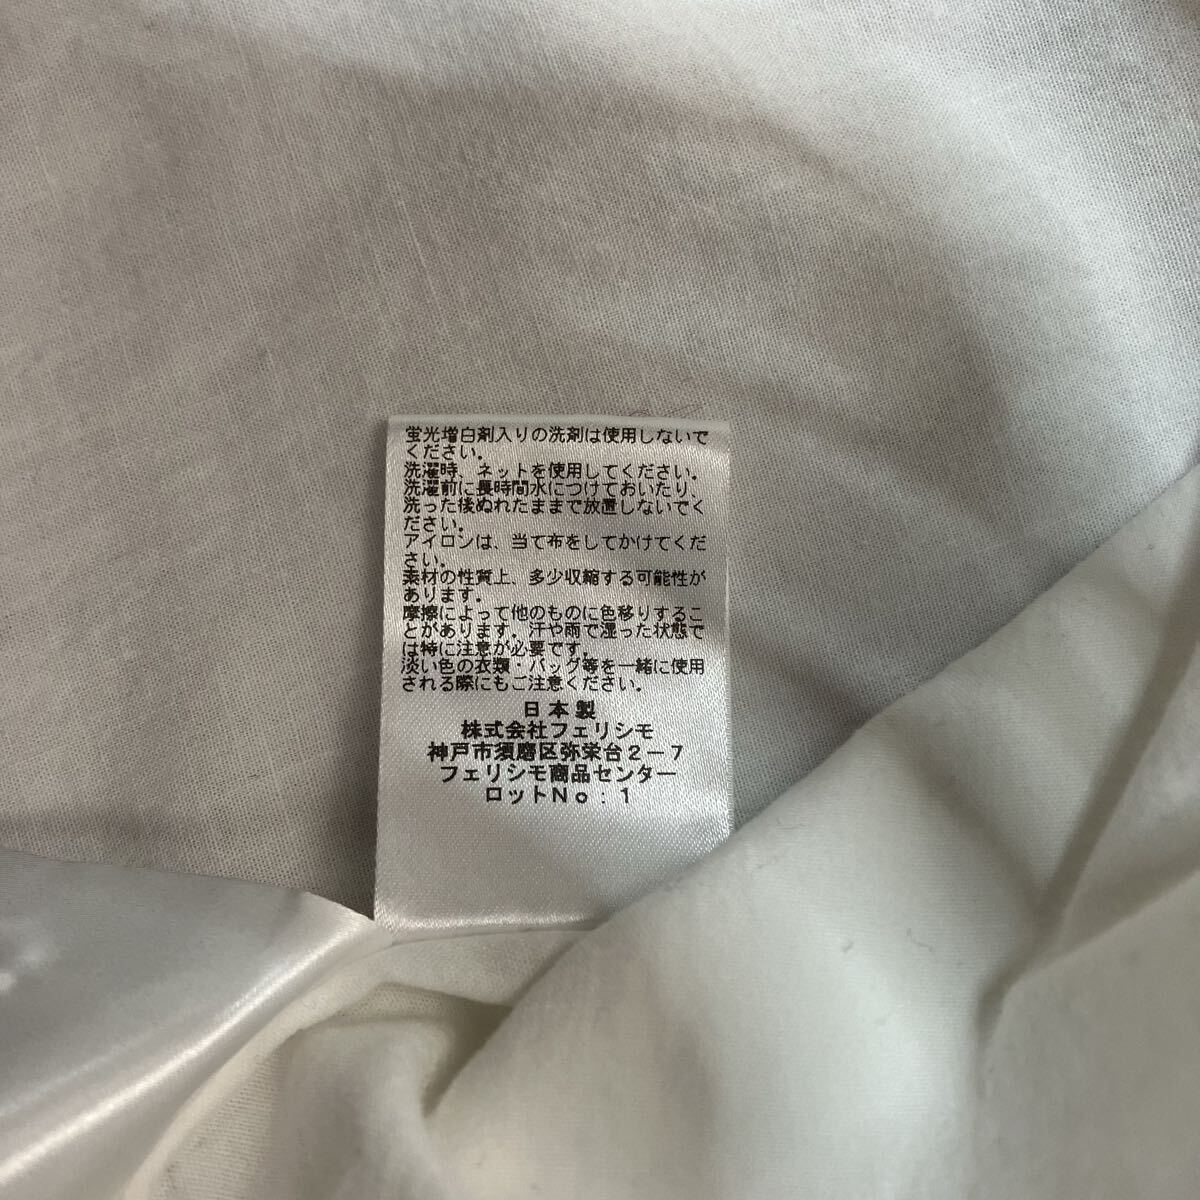 蛍光増白剤入りの洗剤は使用しないで
ください。
洗濯時、ネットを使用してください。
洗濯前に長時間水につけておいたり、
洗った後ぬれたままで放置しないでく
ださい。
アイロンは、当て布をしてかけてくだ
さい。
素材の性質上、多少収縮する可能性が
あります。
摩擦によって他のものに色移りするこ
とがあります。汗や雨で湿った状態で
は特に注意が必要です。
淡い色の衣類・バッグ等を一緒に使用
される際にもご注意ください。
日本製
株式会社フェリシモ
神戸市須磨区弥栄台2－7
フェリシモ商品センター
ロットNo：1